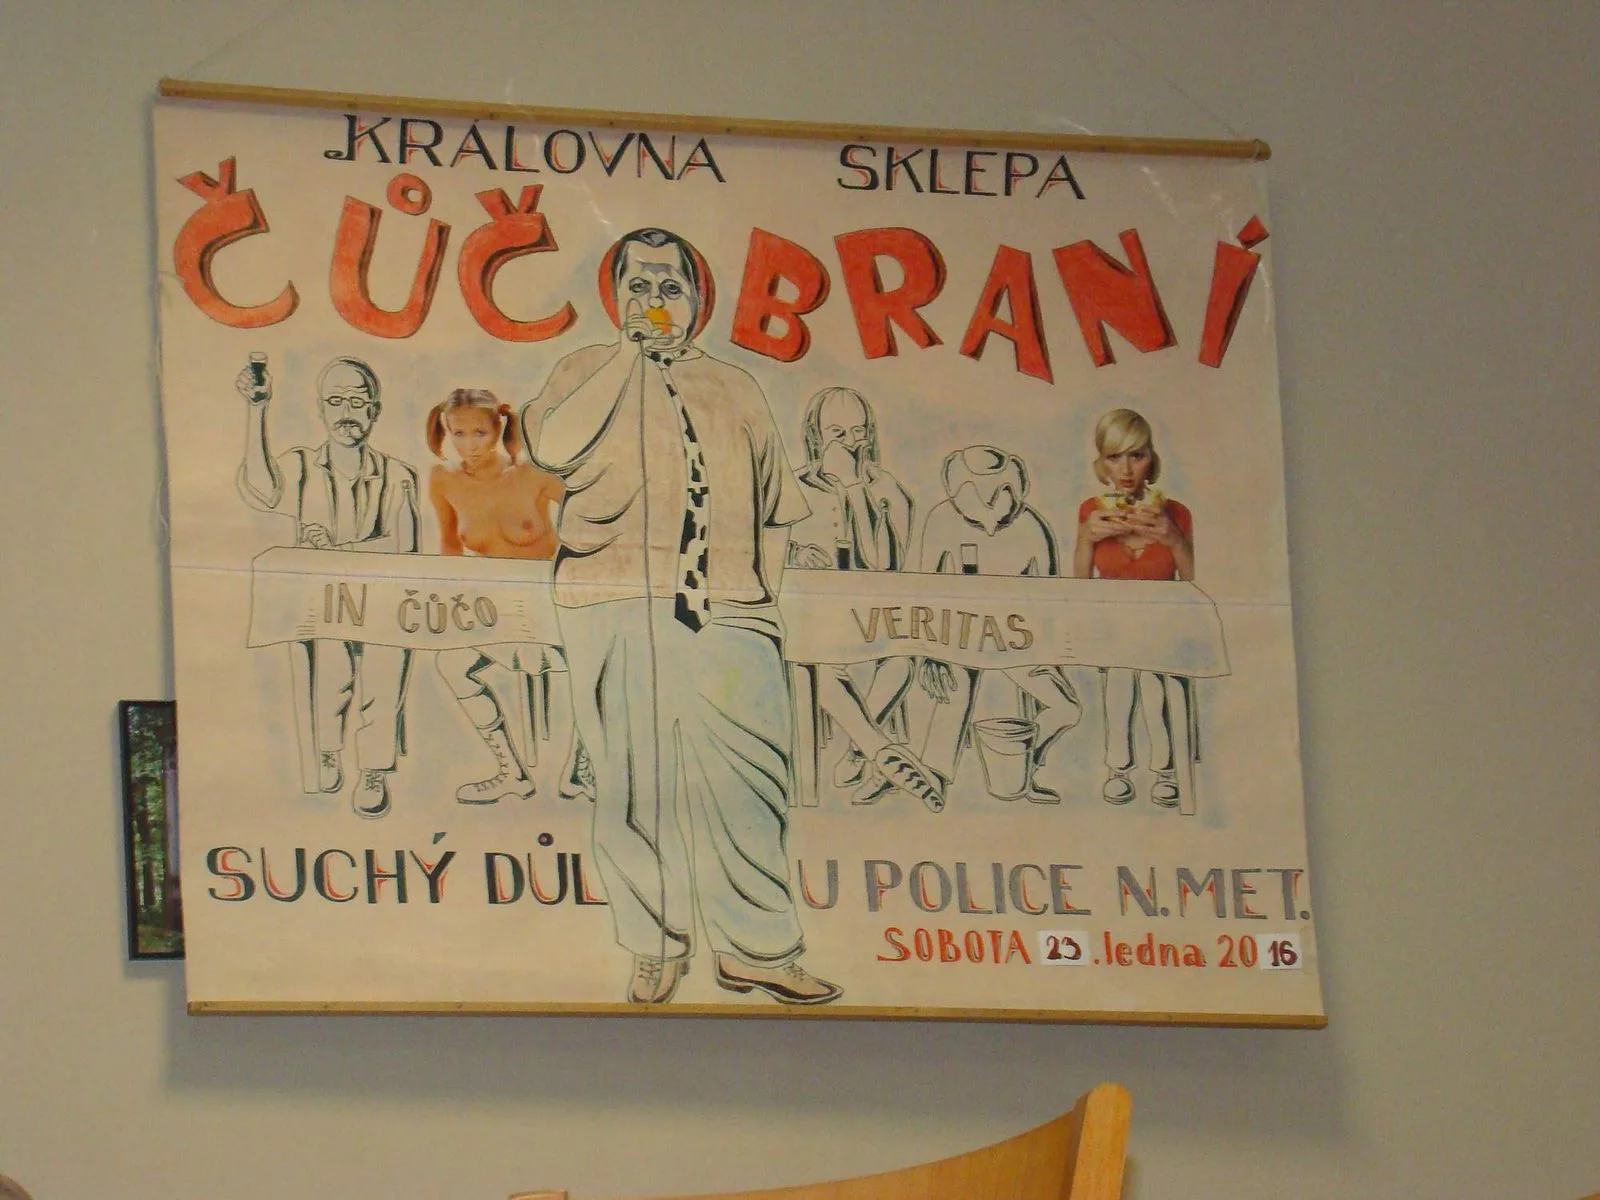 KRÁLOVNA SKLEPA
ČŮČOBRANÍ
IN ČŮČO VERITAS
SUCHÝ DŮL U POLICE N.MET.
SOBOTA 23.ledna 2016